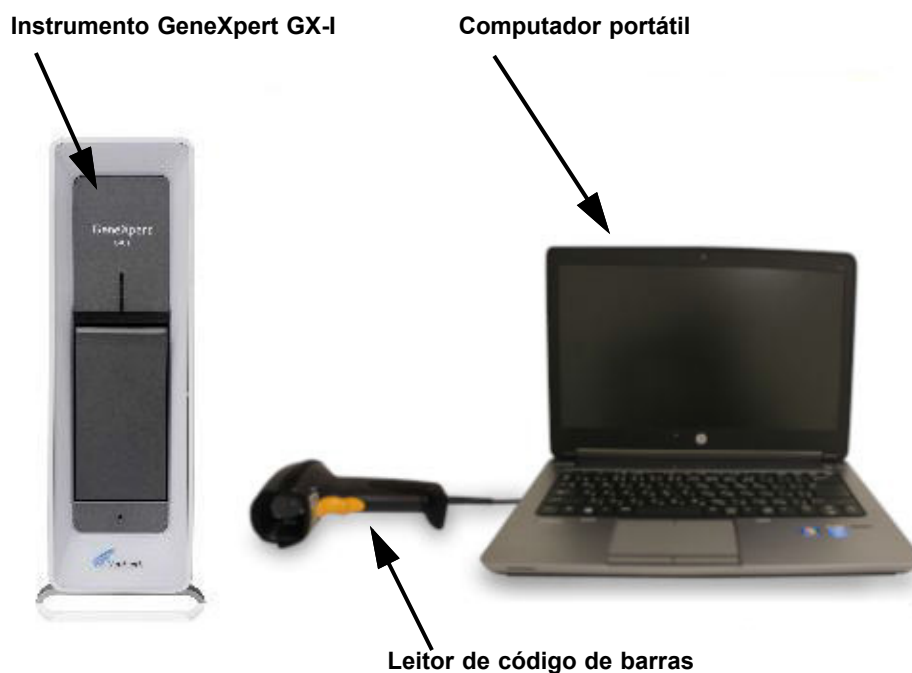 Instrumento GeneXpert GX-I
Computador portátil
GeneXpert
Leitor de código de barras